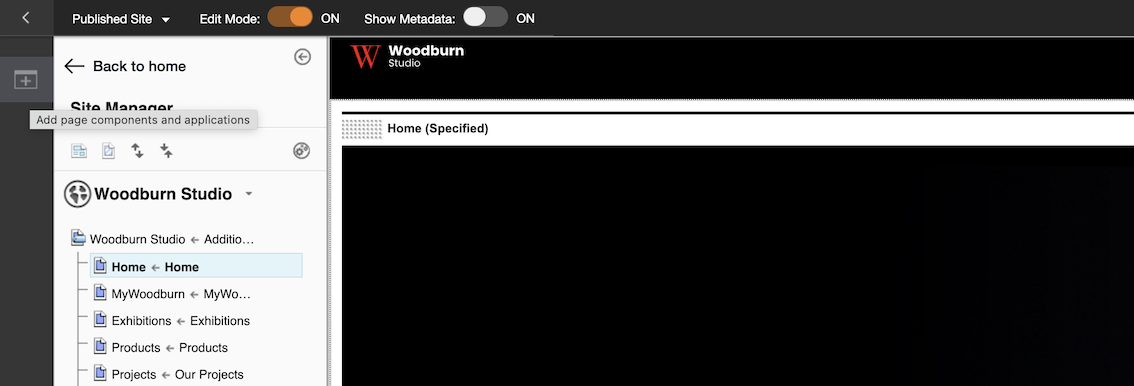 Published Site Edit Mode: ON Show Metadata: ON
Back to home
Site Manager
Add page components and applications
Woodburn Studio
Woodburn Studio ← Additio…
Home ← Home
MyWoodburn ← MyWo…
Exhibitions ← Exhibitions
Products ← Products
Projects ← Our Projects
W Woodburn
Studio
Home (Specified)